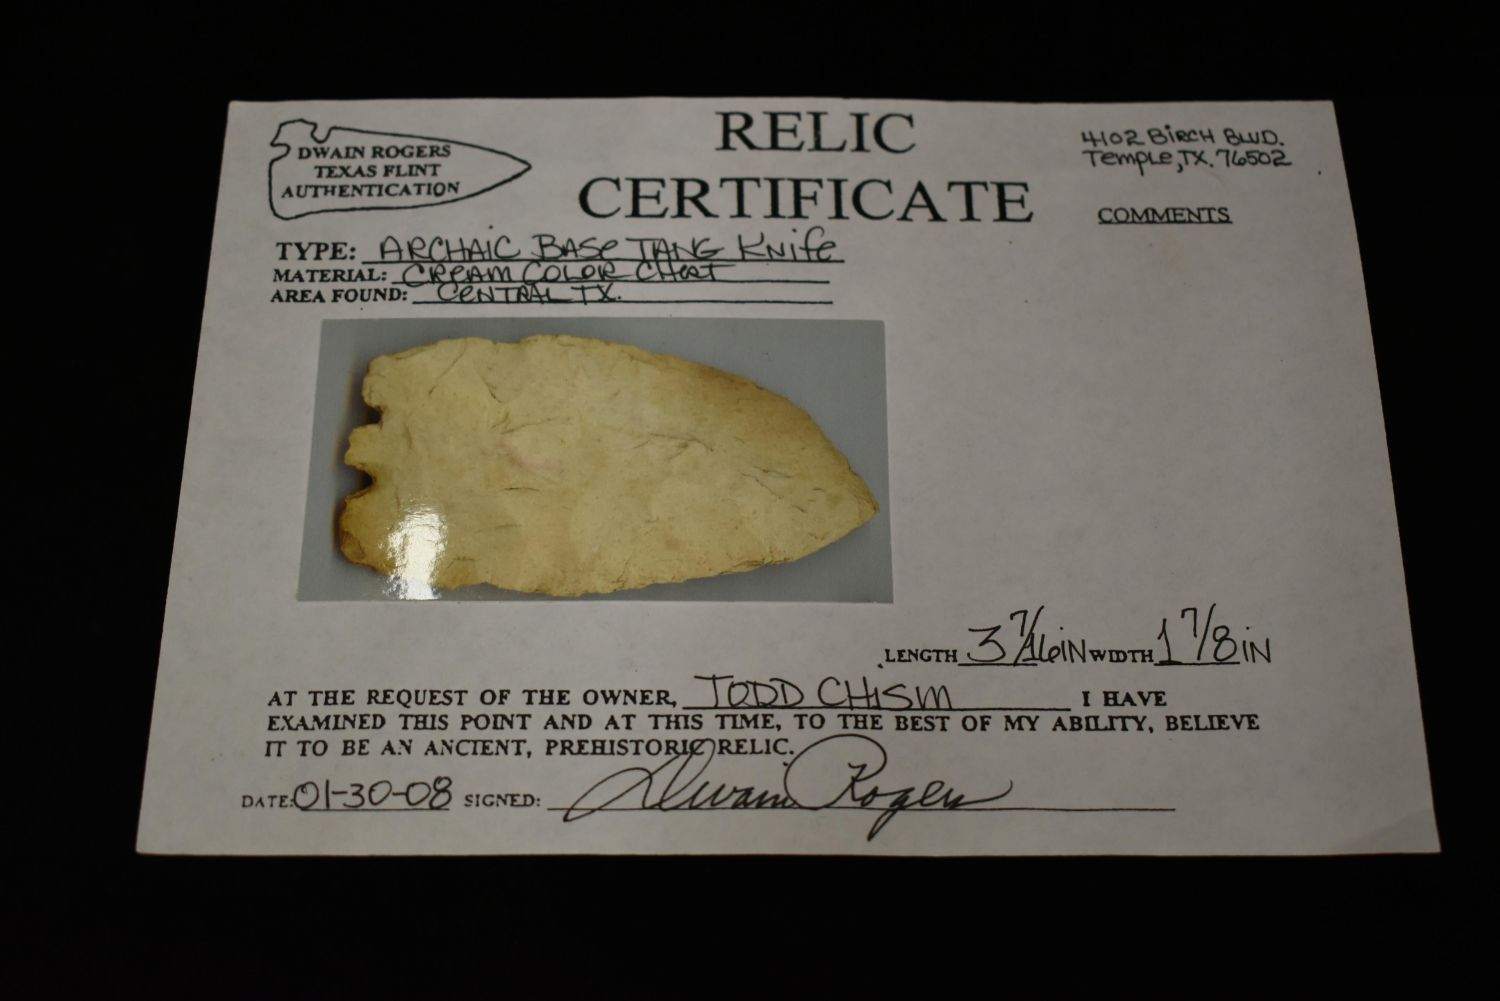 DWAIN ROGERS
TEXAS FLINT
AUTHENTICATION
RELIC
CERTIFICATE
4102 BIRCH BLVD.
TEMPLE, TX. 76502
COMMENTS
TYPE: ARCHAIC BASE TANG KNIFE
MATERIAL: CREAM COLOR CHERT
AREA FOUND: CENTRAL TX.
LENGTH 3 7/16 IN WIDTH 1 7/8 IN
AT THE REQUEST OF THE OWNER, TODD CHISM I HAVE
EXAMINED THIS POINT AND AT THIS TIME, TO THE BEST OF MY ABILITY, BELIEVE
IT TO BE AN ANCIENT, PREHISTORIC RELIC.
DATE: 01-30-08 SIGNED: Dwain Rogers